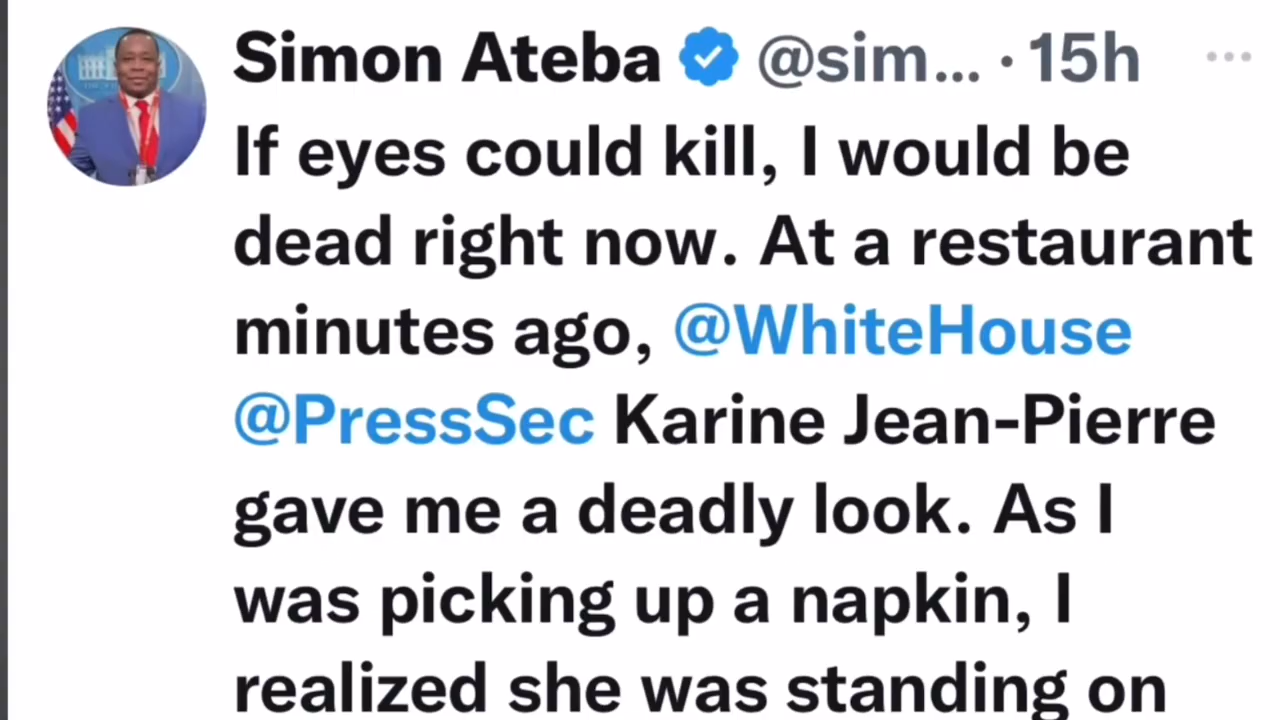 Simon Ateba @sim... · 15h
If eyes could kill, I would be
dead right now. At a restaurant
minutes ago, @WhiteHouse
@PressSec Karine Jean-Pierre
gave me a deadly look. As I
was picking up a napkin, I
realized she was standing on